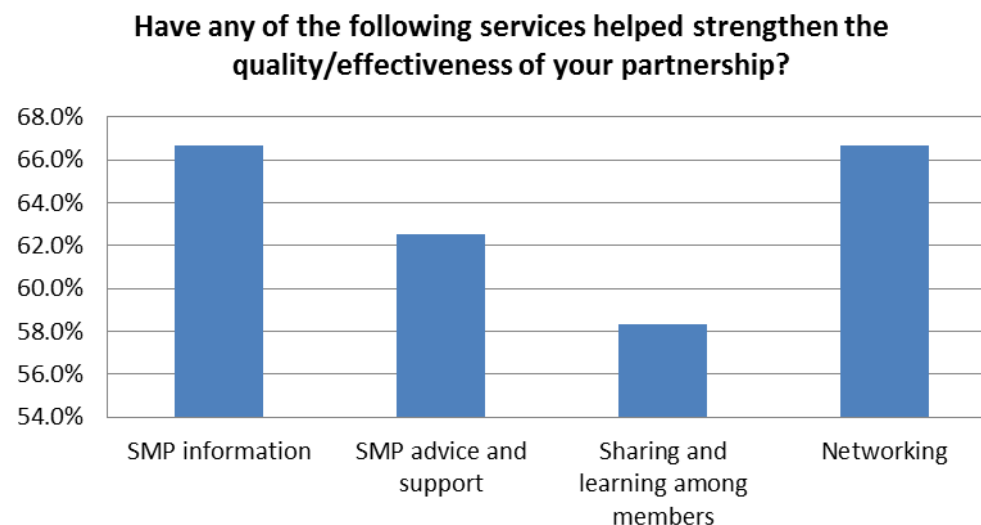 Have any of the following services helped strengthen the
quality/effectiveness of your partnership?
68.0%
66.0%
64.0%
62.0%
60.0%
58.0%
56.0%
54.0%
SMP information
SMP advice and
support
Sharing and
learning among
members
Networking